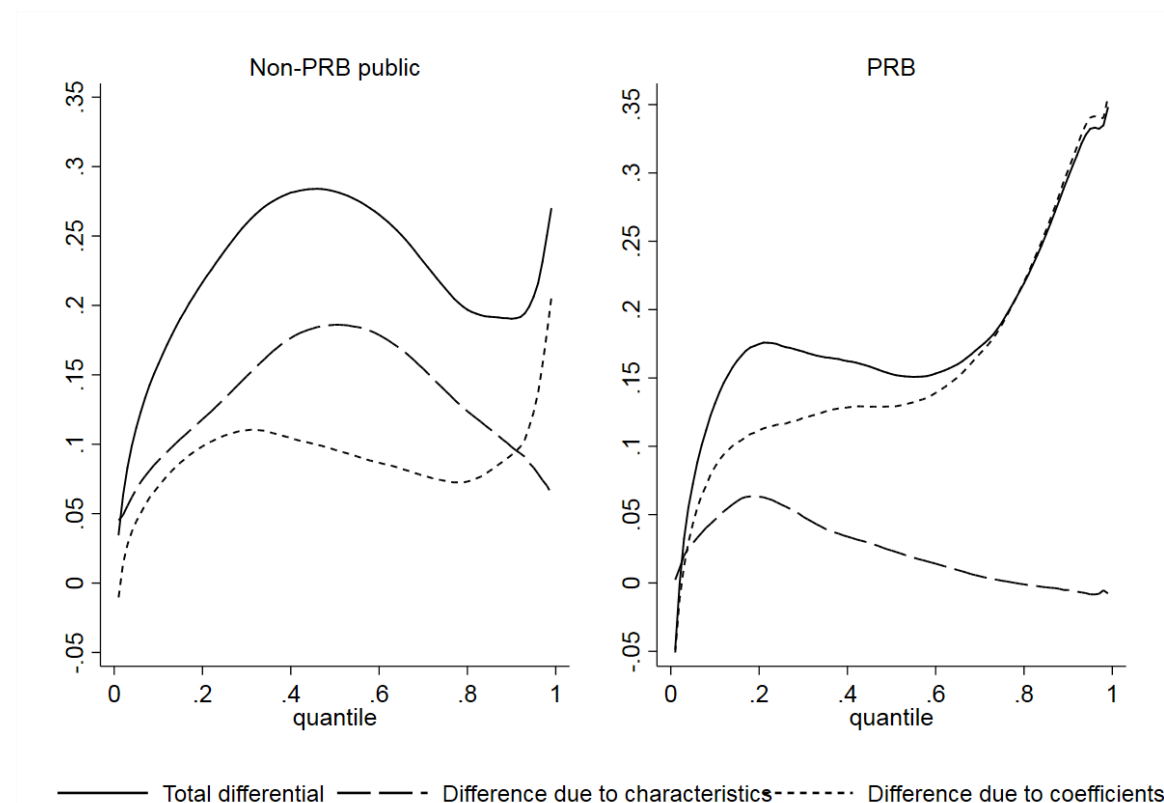 Non-PRB public
PRB
.35
.3
.25
.2
.15
.1
.05
0
-.05
0 .2 .4 .6 .8 1
quantile
.35
.3
.25
.2
.15
.1
.05
0
-.05
0 .2 .4 .6 .8 1
quantile
Total differential Difference due to characteristics Difference due to coefficients